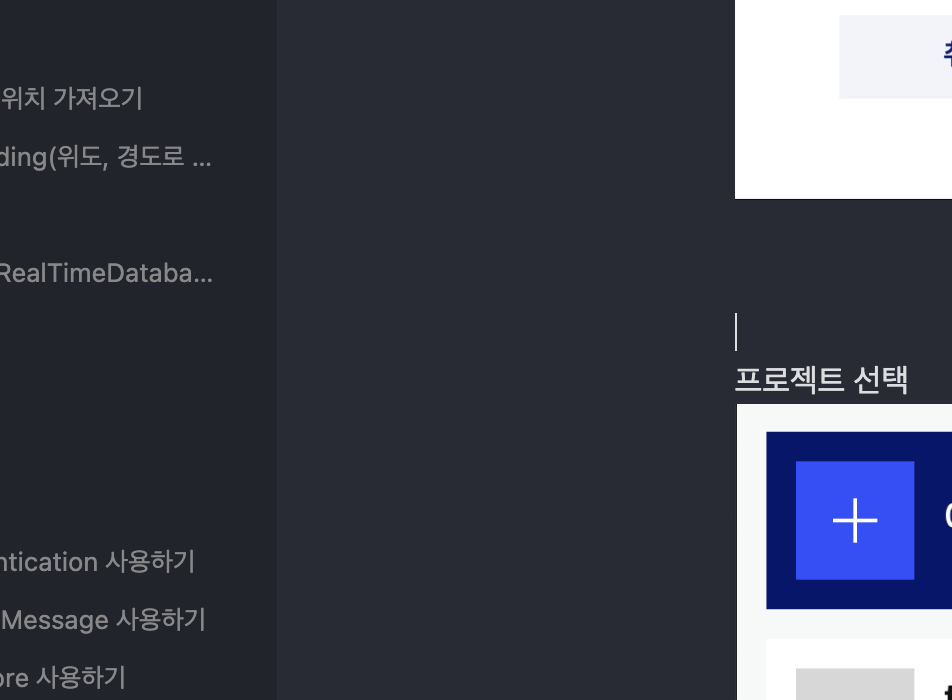 위치 가져오기
ding(위도, 경도로 ...
RealTimeDataba...
프로젝트 선택
ntication 사용하기
Message 사용하기
ore 사용하기